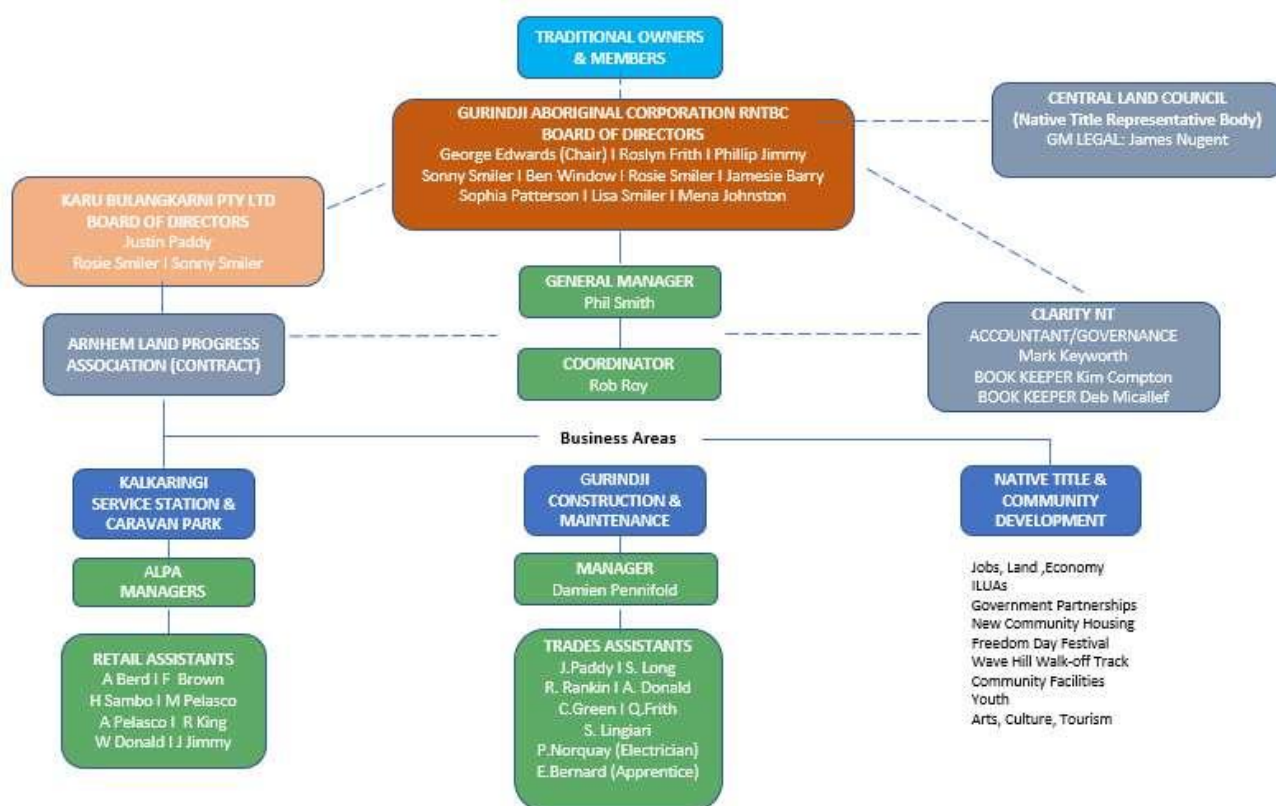 TRADITIONAL OWNERS
& MEMBERS
GURINDJI ABORIGINAL CORPORATION RNTBC
BOARD OF DIRECTORS
George Edwards (Chair) I Roslyn Frith I Phillip Jimmy
Sonny Smiler I Ben Window I Rosie Smiler I Jamesie Barry
Sophia Patterson I Lisa Smiler I Mena Johnston
CENTRAL LAND COUNCIL
(Native Title Representative Body)
GM LEGAL: James Nugent
KARU BULANGKARNI PTY LTD
BOARD OF DIRECTORS
Justin Paddy
Rosie Smiler I Sonny Smiler
GENERAL MANAGER
Phil Smith
ARNHEM LAND PROGRESS
ASSOCIATION (CONTRACT)
COORDINATOR
Rob Roy
CLARITY NT
ACCOUNTANT/GOVERNANCE
Mark Keyworth
BOOK KEEPER Kim Compton
BOOK KEEPER Deb Micallef
Business Areas
KALKARINGI
SERVICE STATION &
CARAVAN PARK
GURINDJI
CONSTRUCTION &
MAINTENANCE
NATIVE TITLE &
COMMUNITY
DEVELOPMENT
ALPA
MANAGERS
MANAGER
Damien Pennifold
RETAIL ASSISTANTS
A Berd I F Brown
H Sambo I M Pelasco
A Pelasco I R King
W Donald I J Jimmy
TRADES ASSISTANTS
J.Paddy I S. Long
R. Rankin I A. Donald
C.Green I Q.Frith
S. Lingiari
P.Norquay (Electrician)
E.Bernard (Apprentice)
Jobs, Land ,Economy
ILUAs
Government Partnerships
New Community Housing
Freedom Day Festival
Wave Hill Walk-off Track
Community Facilities
Youth
Arts, Culture, Tourism